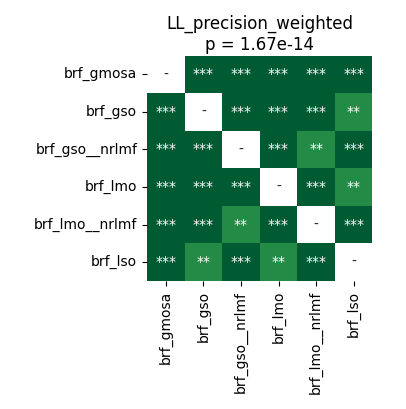 LL_precision_weighted
p = 1.67e-14
brf_gmosa - *** *** *** *** ***
brf_gso *** - *** *** *** **
brf_gso__nrlmf *** *** - *** ** ***
brf_lmo *** *** *** - *** **
brf_lmo__nrlmf *** *** ** *** - ***
brf_lso *** ** *** ** *** -
brf_gmosa
brf_gso
brf_gso__nrlmf
brf_lmo
brf_lmo__nrlmf
brf_lso